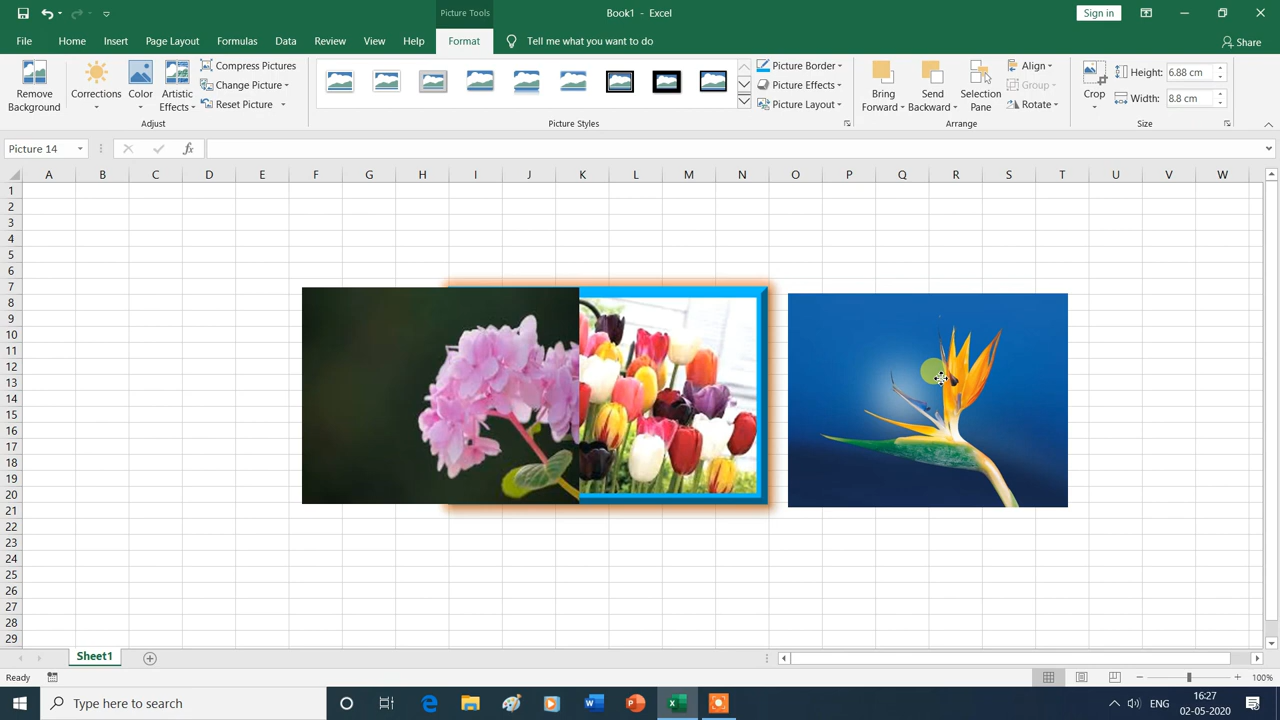 Picture Tools
Book1 - Excel
Sign in
File Home Insert Page Layout Formulas Data Review View Help Format Tell me what you want to do Share
Remove Background
Corrections
Color
Artistic Effects
Compress Pictures
Change Picture
Reset Picture
Adjust
Picture Styles
Picture Border
Picture Effects
Picture Layout
Bring Forward
Send Backward
Selection Pane
Align
Group
Rotate
Arrange
Crop
Height: 6.88 cm
Width: 8.8 cm
Size
Picture 14
fx
A B C D E F G H I J K L M N O P Q R S T U V W
1
2
3
4
5
6
7
8
9
10
11
12
13
14
15
16
17
18
19
20
21
22
23
24
25
26
27
28
29
Sheet1
Ready
100%
Type here to search
ENG
16:27
02-05-2020